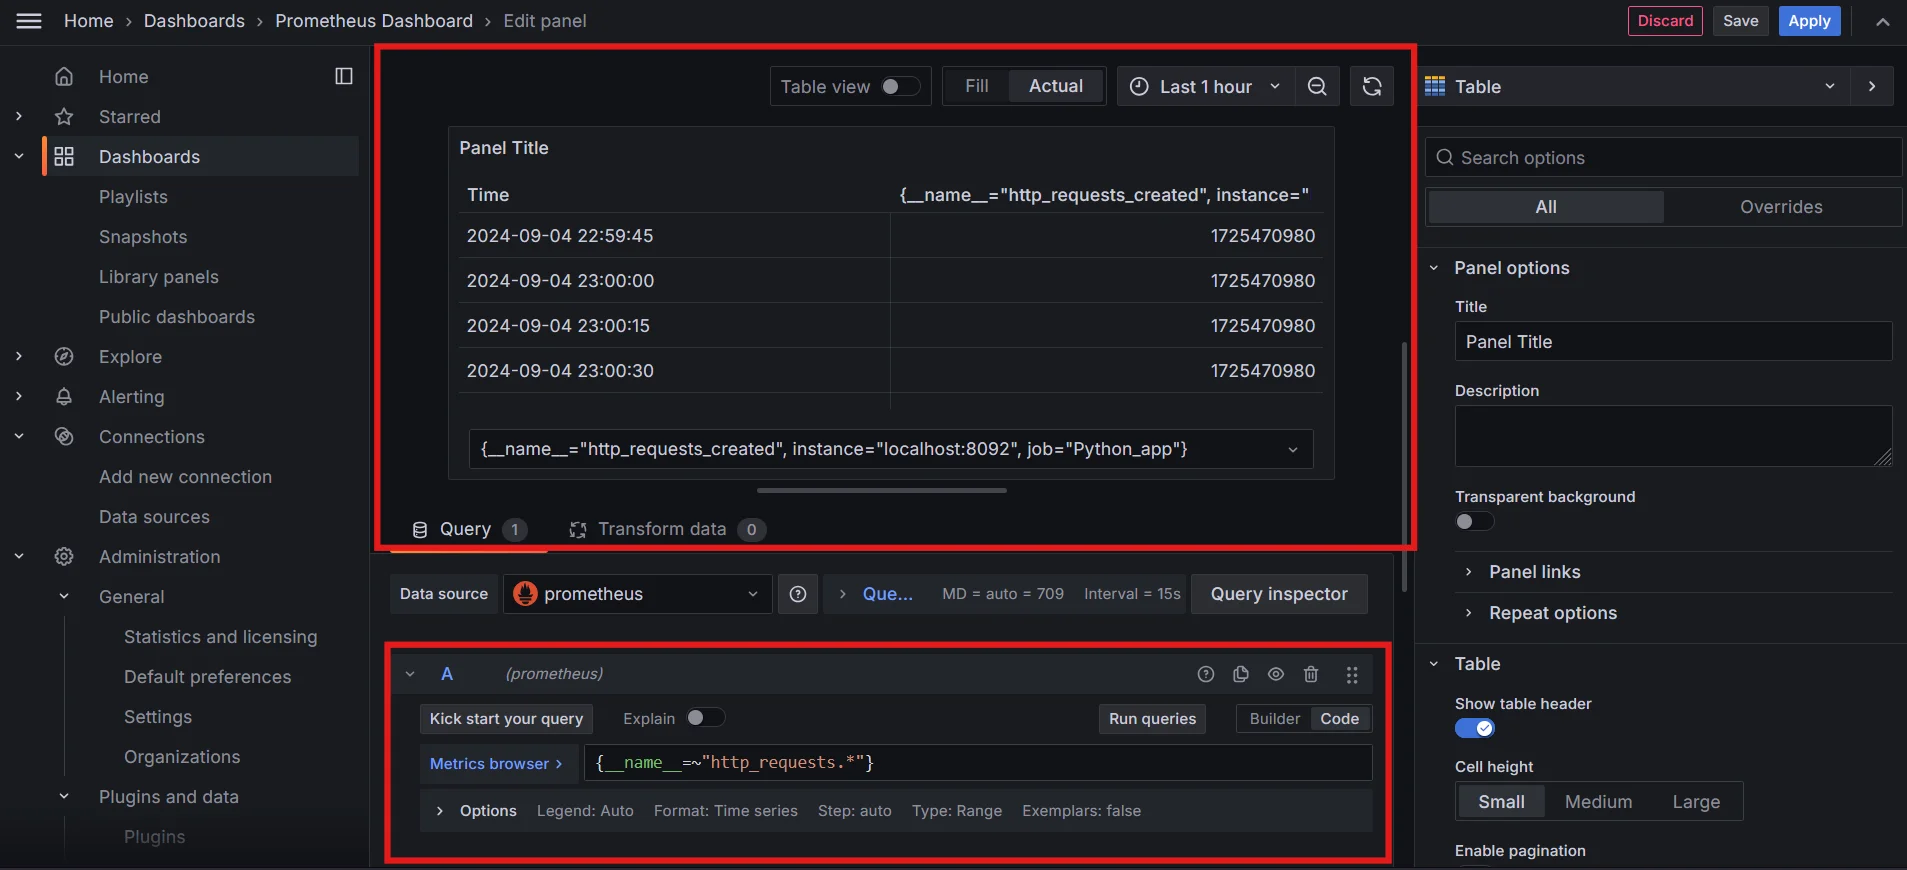 Home › Dashboards › Prometheus Dashboard › Edit panel
Discard Save Apply
Home
Starred
Dashboards
Playlists
Snapshots
Library panels
Public dashboards
Explore
Alerting
Connections
Add new connection
Data sources
Administration
General
Statistics and licensing
Default preferences
Settings
Organizations
Plugins and data
Plugins
Table view Fill Actual Last 1 hour
Panel Title
Time {__name__="http_requests_created", instance="
2024-09-04 22:59:45 1725470980
2024-09-04 23:00:00 1725470980
2024-09-04 23:00:15 1725470980
2024-09-04 23:00:30 1725470980
{__name__="http_requests_created", instance="localhost:8092", job="Python_app"}
Query 1 Transform data 0
Data source prometheus Que... MD = auto = 709 Interval = 15s Query inspector
A (prometheus)
Kick start your query Explain Run queries Builder Code
Metrics browser › {__name__=~"http_requests.*"}
Options Legend: Auto Format: Time series Step: auto Type: Range Exemplars: false
Table
Search options
All Overrides
Panel options
Title
Panel Title
Description
Transparent background
Panel links
Repeat options
Table
Show table header
Cell height
Small Medium Large
Enable pagination